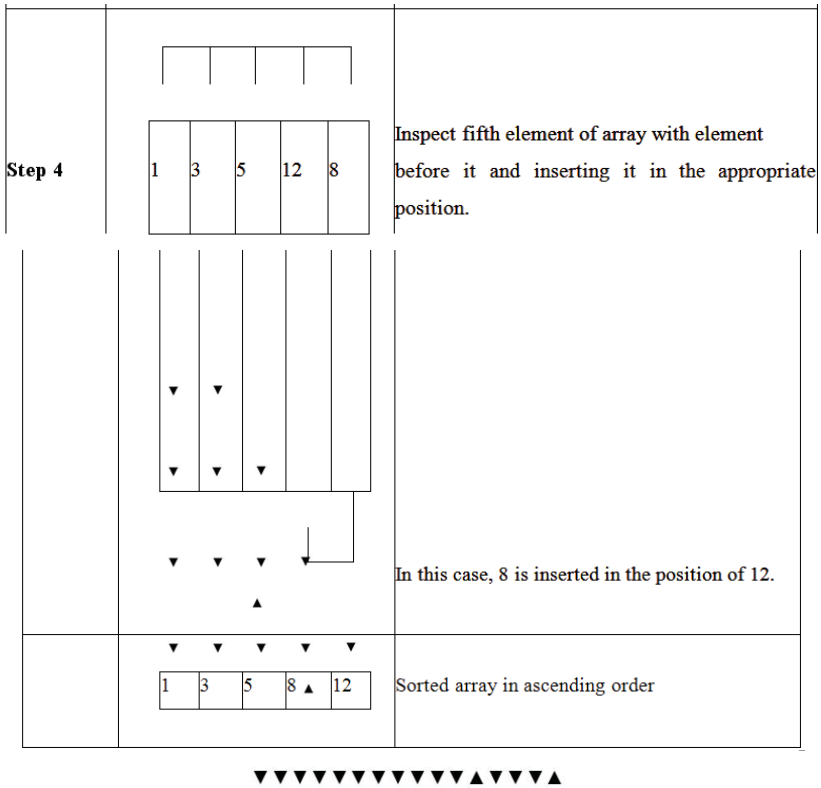 Inspect fifth element of array with element
Step 4 1 3 5 12 8 before it and inserting it in the appropriate
position.
In this case, 8 is inserted in the position of 12.
1 3 5 8 12 Sorted array in ascending order